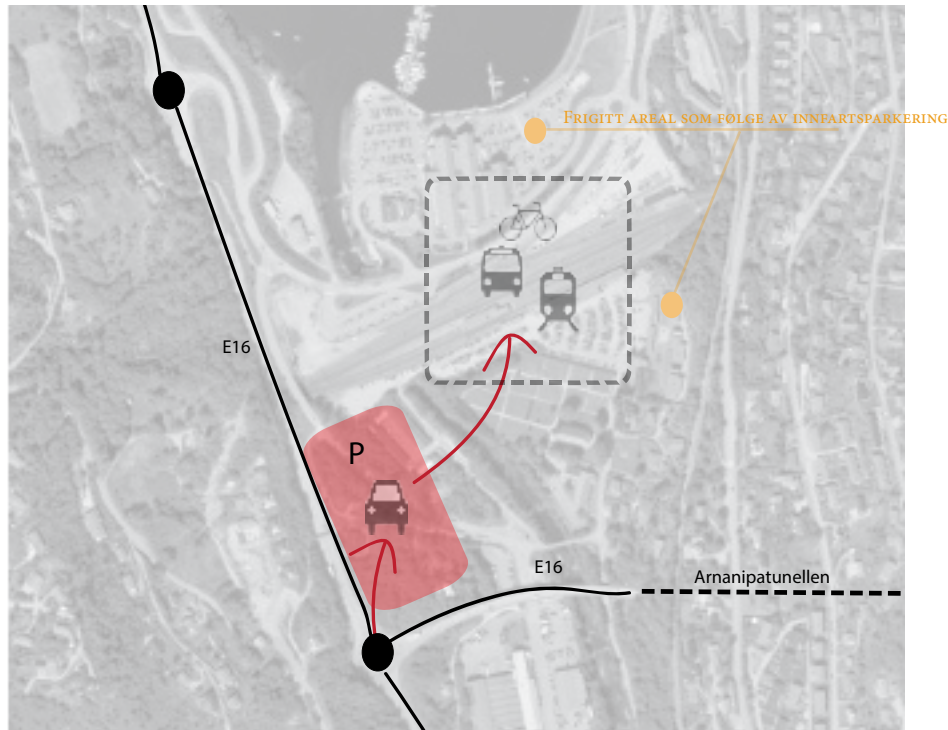 Frigitt areal som følge av innfartsparkering
E16
P
E16
Arnanipatunellen